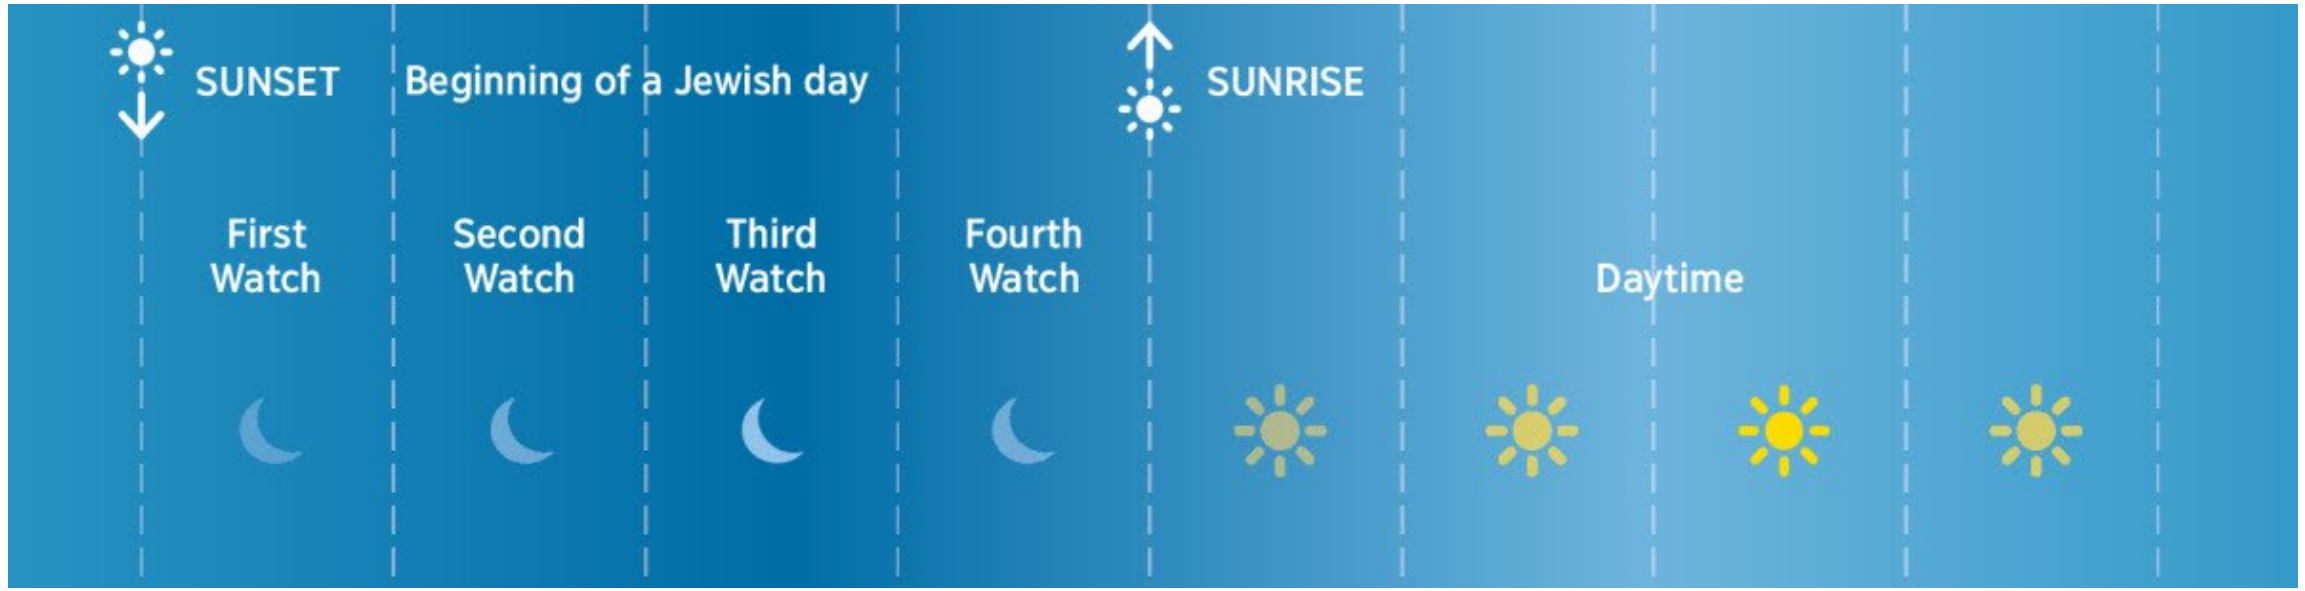 SUNSET
Beginning of a Jewish day
SUNRISE
First
Watch
Second
Watch
Third
Watch
Fourth
Watch
Daytime